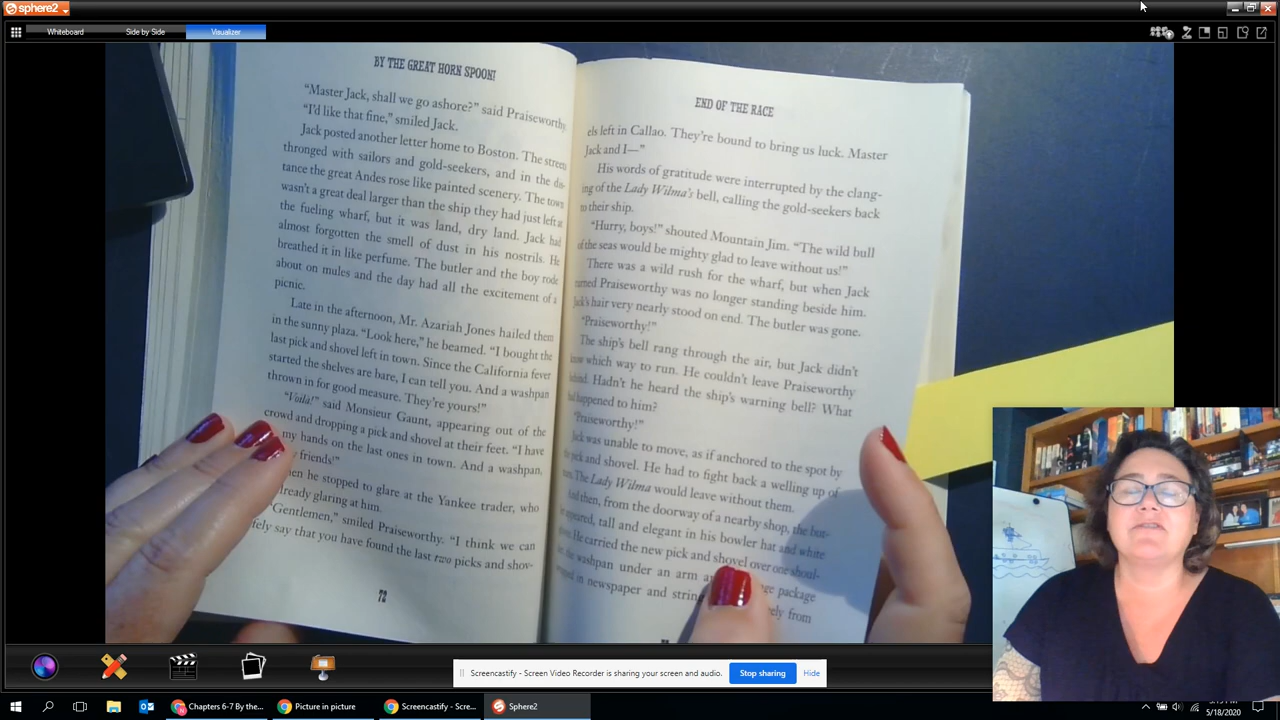 sphere2
Whiteboard
Side by Side
Visualizer
BY THE GREAT HORN SPOON!
"Master Jack, shall we go ashore?" said Praiseworthy.
"I'd like that fine," smiled Jack.
Jack posted another letter home to Boston. The streets
thronged with sailors and gold-seekers, and in the dis-
tance the great Andes rose like painted scenery. The town
wasn't a great deal larger than the ship they had just left at
the fueling wharf, but it was land, dry land. Jack had
almost forgotten the smell of dust in his nostrils. He
breathed it in like perfume. The butler and the boy rode
about on mules and the day had all the excitement of a
picnic.
Late in the afternoon, Mr. Azariah Jones hailed them
in the sunny plaza. "Look here," he beamed. "I bought the
last pick and shovel left in town. Since the California fever
started the shelves are bare, I can tell you. And a washpan
thrown in for good measure. They're yours!"
"Voilà!" said Monsieur Gaunt, appearing out of the
crowd and dropping a pick and shovel at their feet. "I have
my hands on the last ones in town. And a washpan,
friends!"
he stopped to glare at the Yankee trader, who
already glaring at him.
"Gentlemen," smiled Praiseworthy. "I think we can
say that you have found the last two picks and shov-
72
END OF THE RACE
els left in Callao. They're bound to bring us luck. Master
Jack and I—"
His words of gratitude were interrupted by the clang-
ing of the Lady Wilma's bell, calling the gold-seekers back
to their ship.
"Hurry, boys!" shouted Mountain Jim. "The wild bull
of the seas would be mighty glad to leave without us!"
There was a wild rush for the wharf, but when Jack
turned Praiseworthy was no longer standing beside him.
Jack's hair very nearly stood on end. The butler was gone.
"Praiseworthy!"
The ship's bell rang through the air, but Jack didn't
know which way to run. He couldn't leave Praiseworthy
behind. Hadn't he heard the ship's warning bell? What
had happened to him?
"Praiseworthy!"
Jack was unable to move, as if anchored to the spot by
pick and shovel. He had to fight back a welling up of
The Lady Wilma would leave without them.
And then, from the doorway of a nearby shop, the but-
appeared, tall and elegant in his bowler hat and white
He carried the new pick and shovel over one shoul-
the washpan under an arm package
in newspaper and string
from
Screencastify - Screen Video Recorder is sharing your screen and audio.
Stop sharing
Hide
Chapters 6-7 By the...
Picture in picture
Screencastify - Scree...
Sphere2
5/18/2020